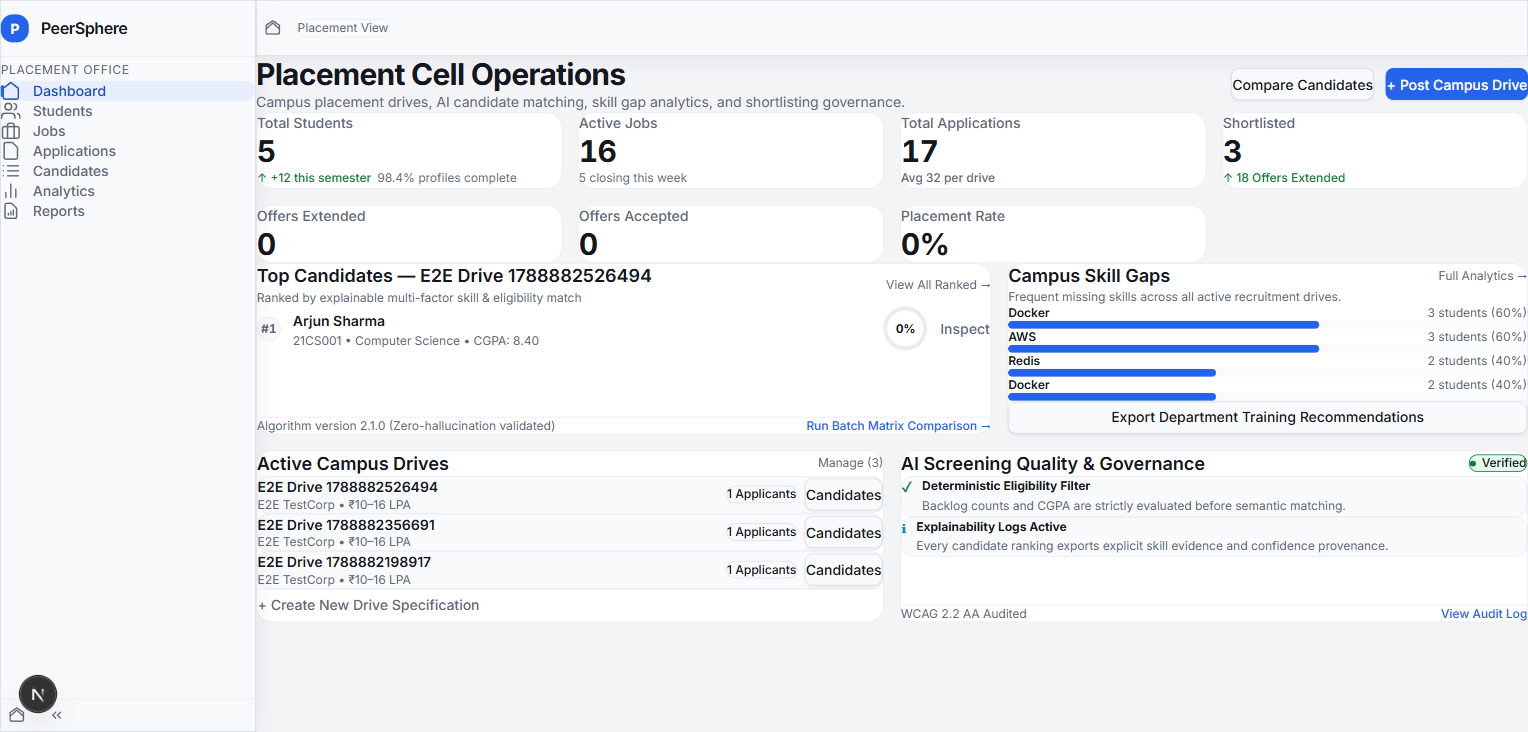 P PeerSphere
Placement View
PLACEMENT OFFICE
Dashboard
Students
Jobs
Applications
Candidates
Analytics
Reports
N
Placement Cell Operations
Campus placement drives, AI candidate matching, skill gap analytics, and shortlisting governance.
Compare Candidates
+ Post Campus Drive
Total Students
5
↑ +12 this semester 98.4% profiles complete
Active Jobs
16
5 closing this week
Total Applications
17
Avg 32 per drive
Shortlisted
3
↑ 18 Offers Extended
Offers Extended
0
Offers Accepted
0
Placement Rate
0%
Top Candidates — E2E Drive 1788882526494
View All Ranked →
Ranked by explainable multi-factor skill & eligibility match
#1
Arjun Sharma
21CS001 • Computer Science • CGPA: 8.40
0%
Inspect
Algorithm version 2.1.0 (Zero-hallucination validated)
Run Batch Matrix Comparison →
Campus Skill Gaps
Full Analytics →
Frequent missing skills across all active recruitment drives.
Docker 3 students (60%)
AWS 3 students (60%)
Redis 2 students (40%)
Docker 2 students (40%)
Export Department Training Recommendations
Active Campus Drives
Manage (3)
E2E Drive 1788882526494
E2E TestCorp • ₹10–16 LPA
1 Applicants
Candidates
E2E Drive 1788882356691
E2E TestCorp • ₹10–16 LPA
1 Applicants
Candidates
E2E Drive 1788882198917
E2E TestCorp • ₹10–16 LPA
1 Applicants
Candidates
+ Create New Drive Specification
AI Screening Quality & Governance
• Verified
✓ Deterministic Eligibility Filter
Backlog counts and CGPA are strictly evaluated before semantic matching.
ℹ Explainability Logs Active
Every candidate ranking exports explicit skill evidence and confidence provenance.
WCAG 2.2 AA Audited
View Audit Log